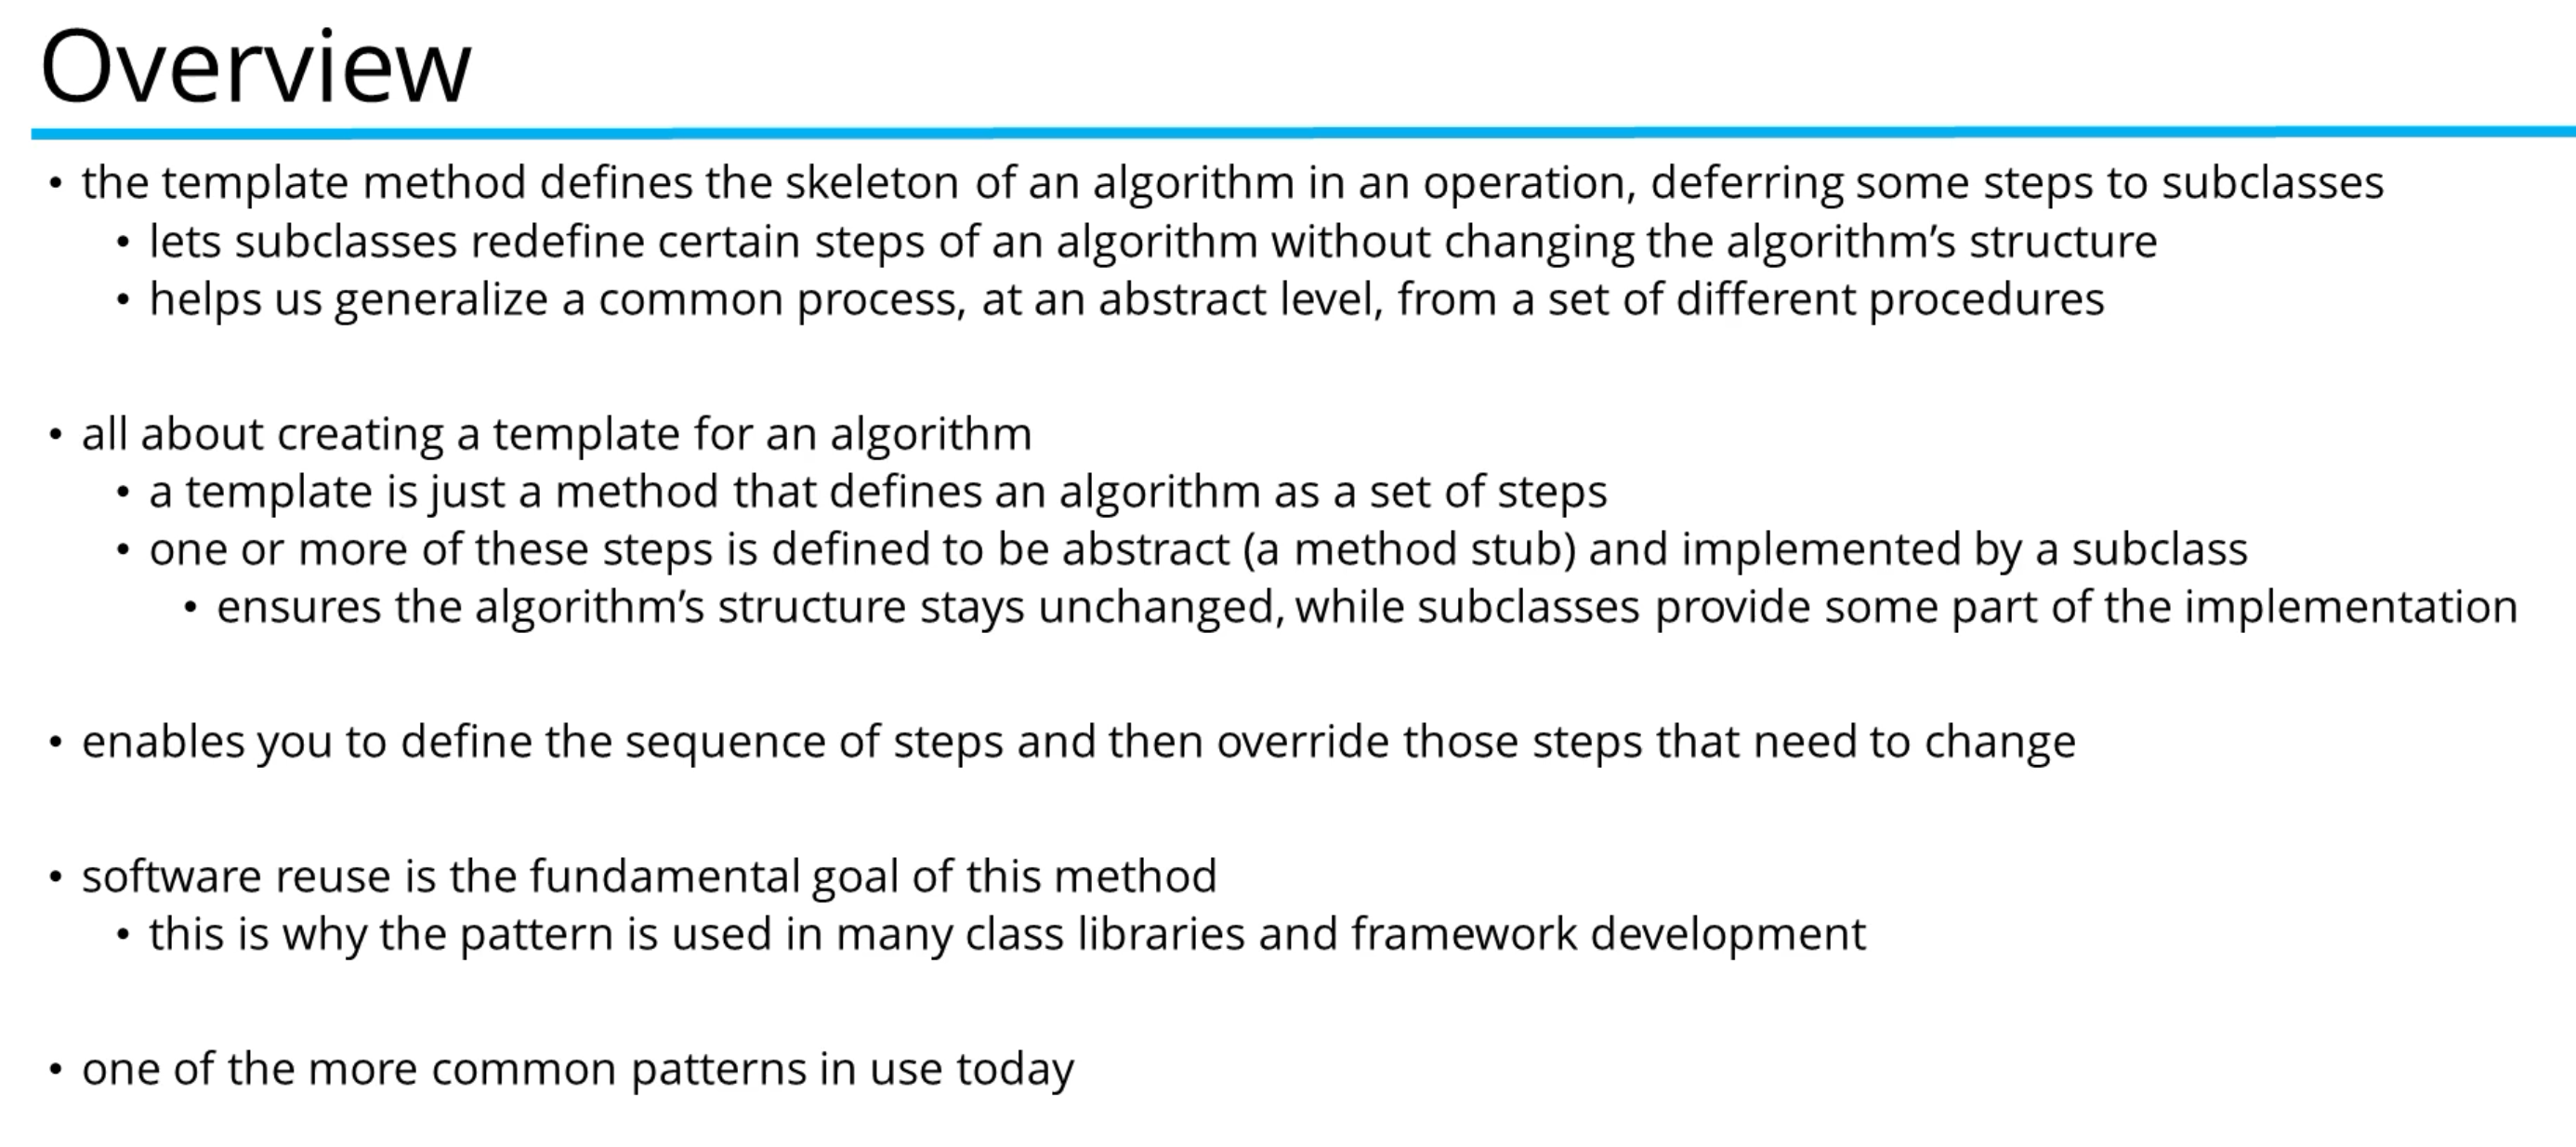 Overview
• the template method defines the skeleton of an algorithm in an operation, deferring some steps to subclasses
• lets subclasses redefine certain steps of an algorithm without changing the algorithm’s structure
• helps us generalize a common process, at an abstract level, from a set of different procedures
• all about creating a template for an algorithm
• a template is just a method that defines an algorithm as a set of steps
• one or more of these steps is defined to be abstract (a method stub) and implemented by a subclass
• ensures the algorithm’s structure stays unchanged, while subclasses provide some part of the implementation
• enables you to define the sequence of steps and then override those steps that need to change
• software reuse is the fundamental goal of this method
• this is why the pattern is used in many class libraries and framework development
• one of the more common patterns in use today